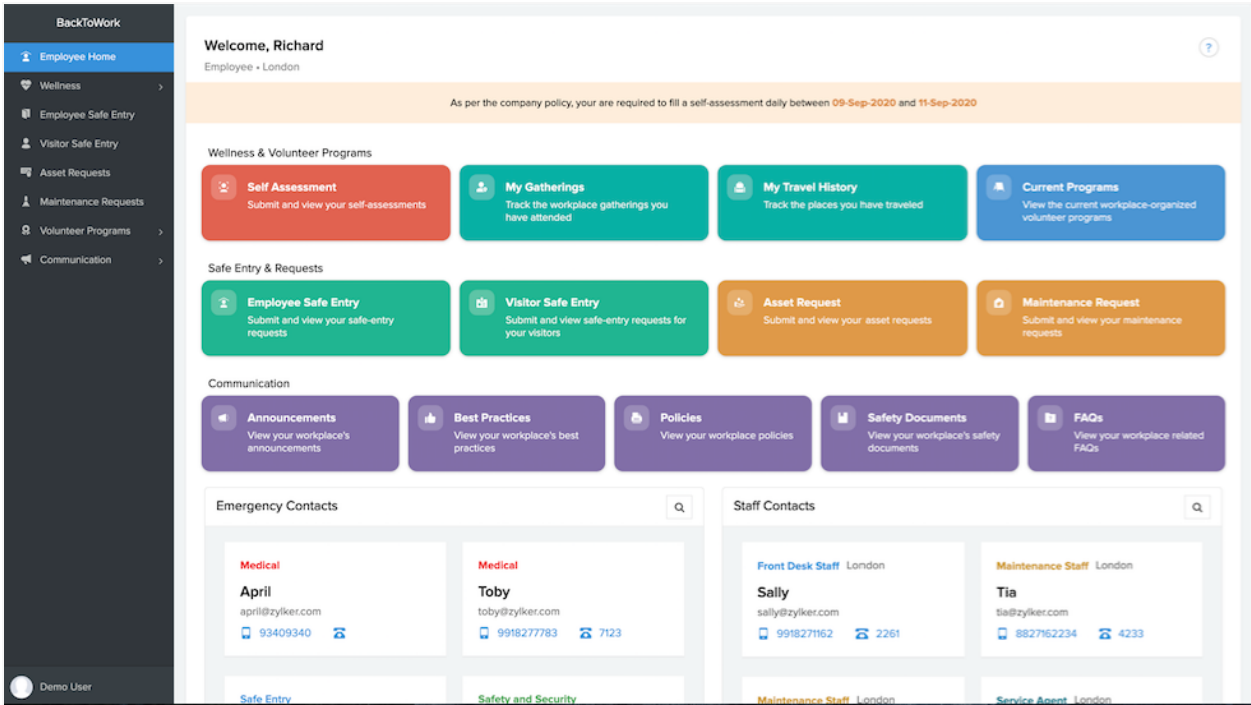 BackToWork
Employee Home
Wellness
Employee Safe Entry
Visitor Safe Entry
Asset Requests
Maintenance Requests
Volunteer Programs
Communication
Demo User
Welcome, Richard
?
Employee • London
As per the company policy, your are required to fill a self-assessment daily between 09-Sep-2020 and 11-Sep-2020
Wellness & Volunteer Programs
Self Assessment
Submit and view your self-assessments
My Gatherings
Track the workplace gatherings you
have attended
My Travel History
Track the places you have traveled
Current Programs
View the current workplace-organized
volunteer programs
Safe Entry & Requests
Employee Safe Entry
Submit and view your safe-entry
requests
Visitor Safe Entry
Submit and view safe-entry requests for
your visitors
Asset Request
Submit and view your asset requests
Maintenance Request
Submit and view your maintenance
requests
Communication
Announcements
View your workplace's
announcements
Best Practices
View your workplace's best
practices
Policies
View your workplace policies
Safety Documents
View your workplace's safety
documents
FAQs
View your workplace related
FAQs
Emergency Contacts
Medical
April
april@zylker.com
93409340
Medical
Toby
toby@zylker.com
9918277783 7123
Safe Entry
Safety and Security
Staff Contacts
Front Desk Staff London
Sally
sally@zylker.com
9918271162 2261
Maintenance Staff London
Tia
tia@zylker.com
8827162234 4233
Maintenance Staff London
Service Agent London